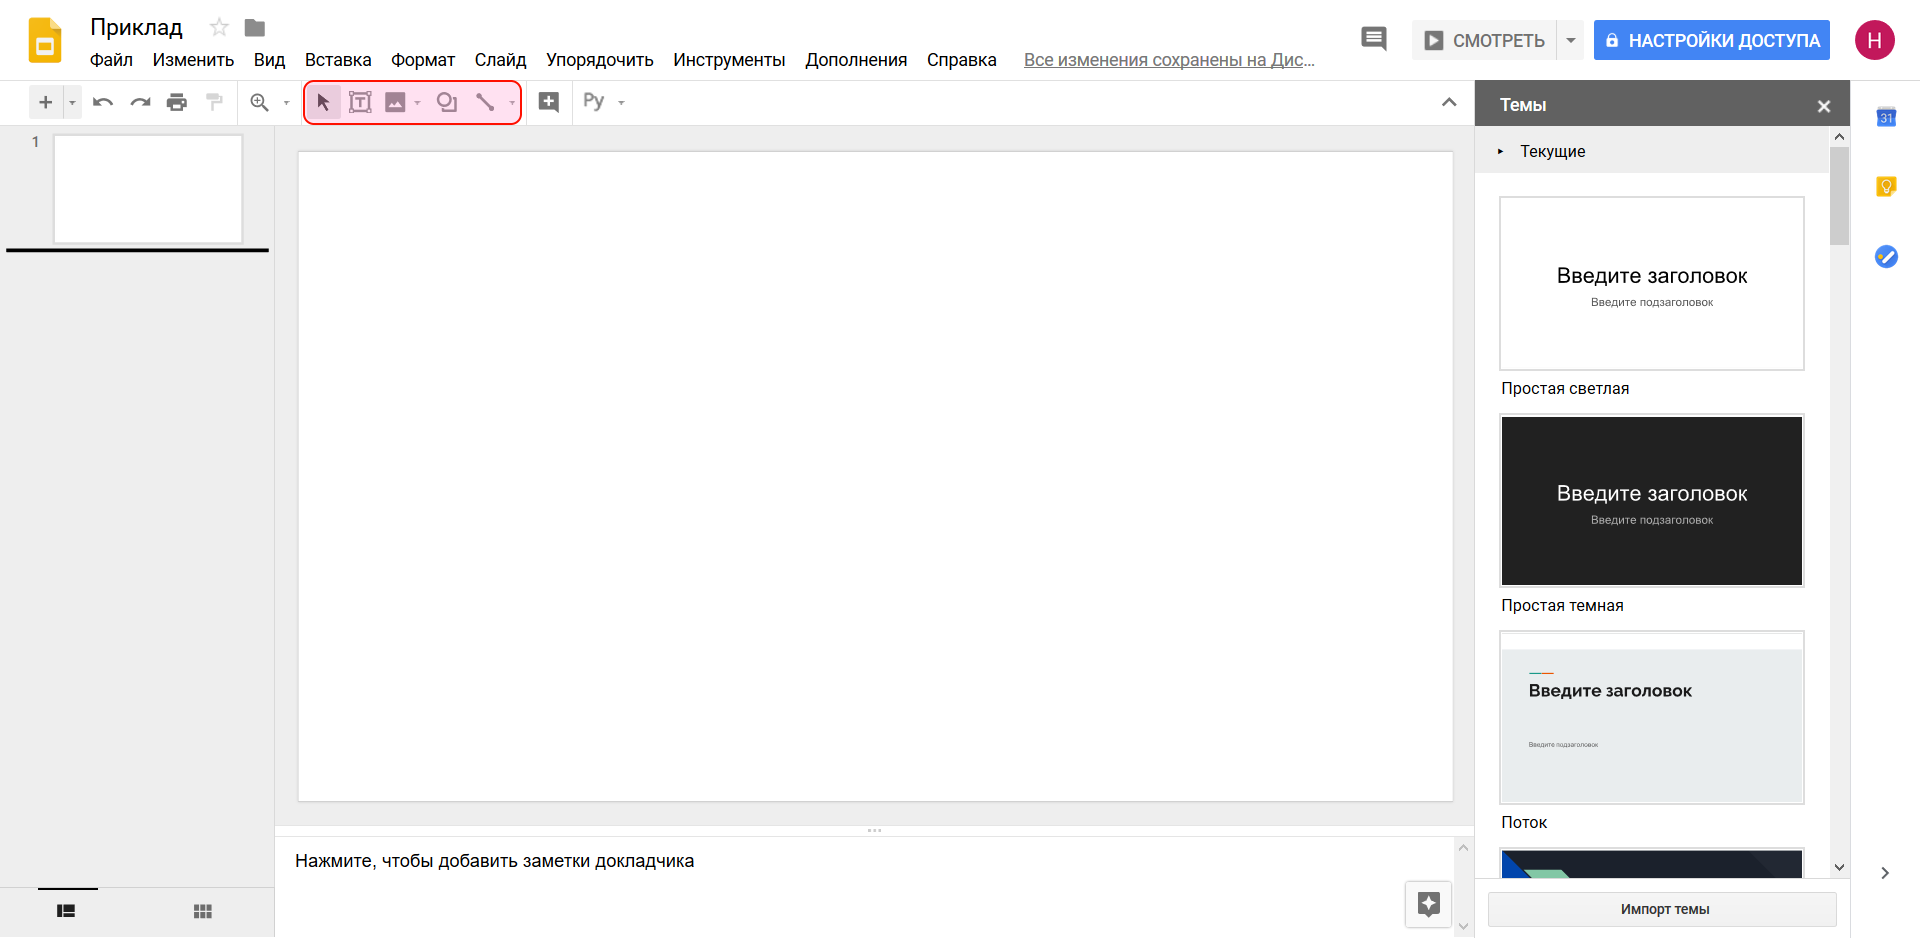 Приклад
Файл Изменить Вид Вставка Формат Слайд Упорядочить Инструменты Дополнения Справка Все изменения сохранены на Дис...
СМОТРЕТЬ
НАСТРОЙКИ ДОСТУПА
Н
Py
1
Нажмите, чтобы добавить заметки докладчика
Темы
Текущие
Введите заголовок
Введите подзаголовок
Простая светлая
Введите заголовок
Введите подзаголовок
Простая темная
Введите заголовок
Введите подзаголовок
Поток
Импорт темы
31